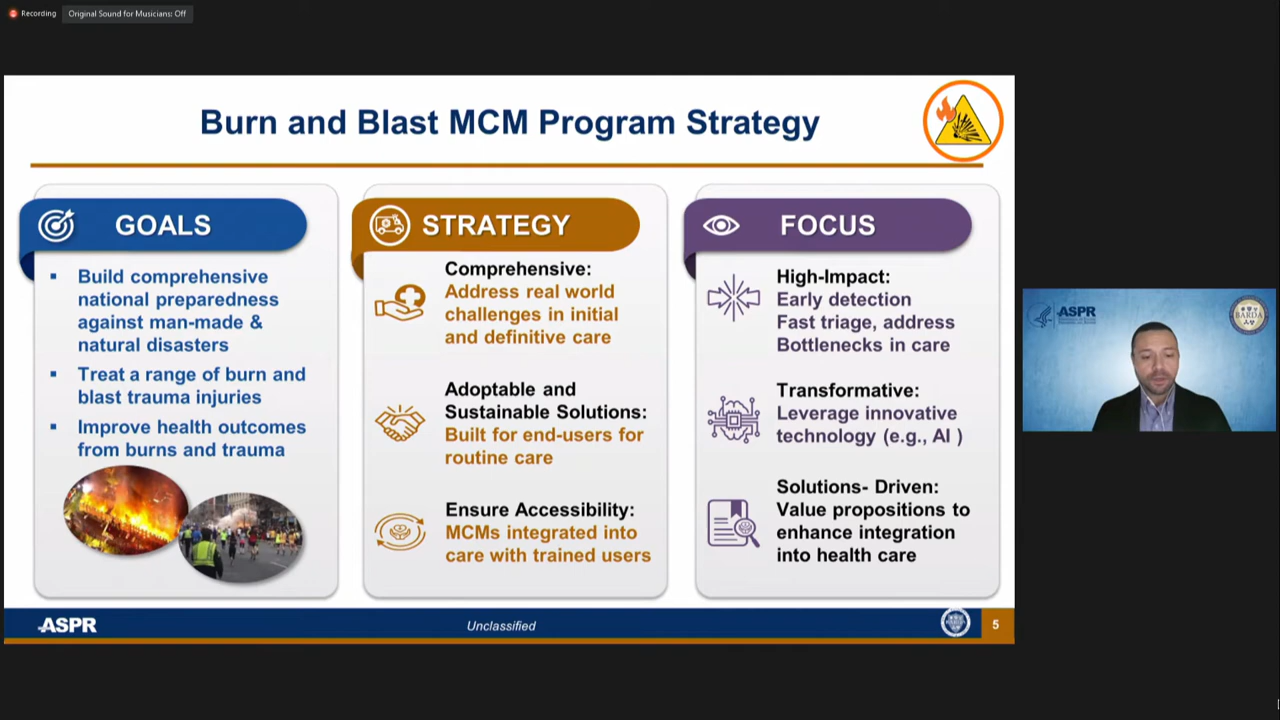 Recording
Original Sound for Musicians: Off
Burn and Blast MCM Program Strategy
GOALS
▪ Build comprehensive
national preparedness
against man-made &
natural disasters
▪ Treat a range of burn and
blast trauma injuries
▪ Improve health outcomes
from burns and trauma
STRATEGY
Comprehensive:
Address real world
challenges in initial
and definitive care
Adoptable and
Sustainable Solutions:
Built for end-users for
routine care
Ensure Accessibility:
MCMs integrated into
care with trained users
FOCUS
High-Impact:
Early detection
Fast triage, address
Bottlenecks in care
Transformative:
Leverage innovative
technology (e.g., AI )
Solutions- Driven:
Value propositions to
enhance integration
into health care
ASPR
Unclassified
5
ASPR
BARDA